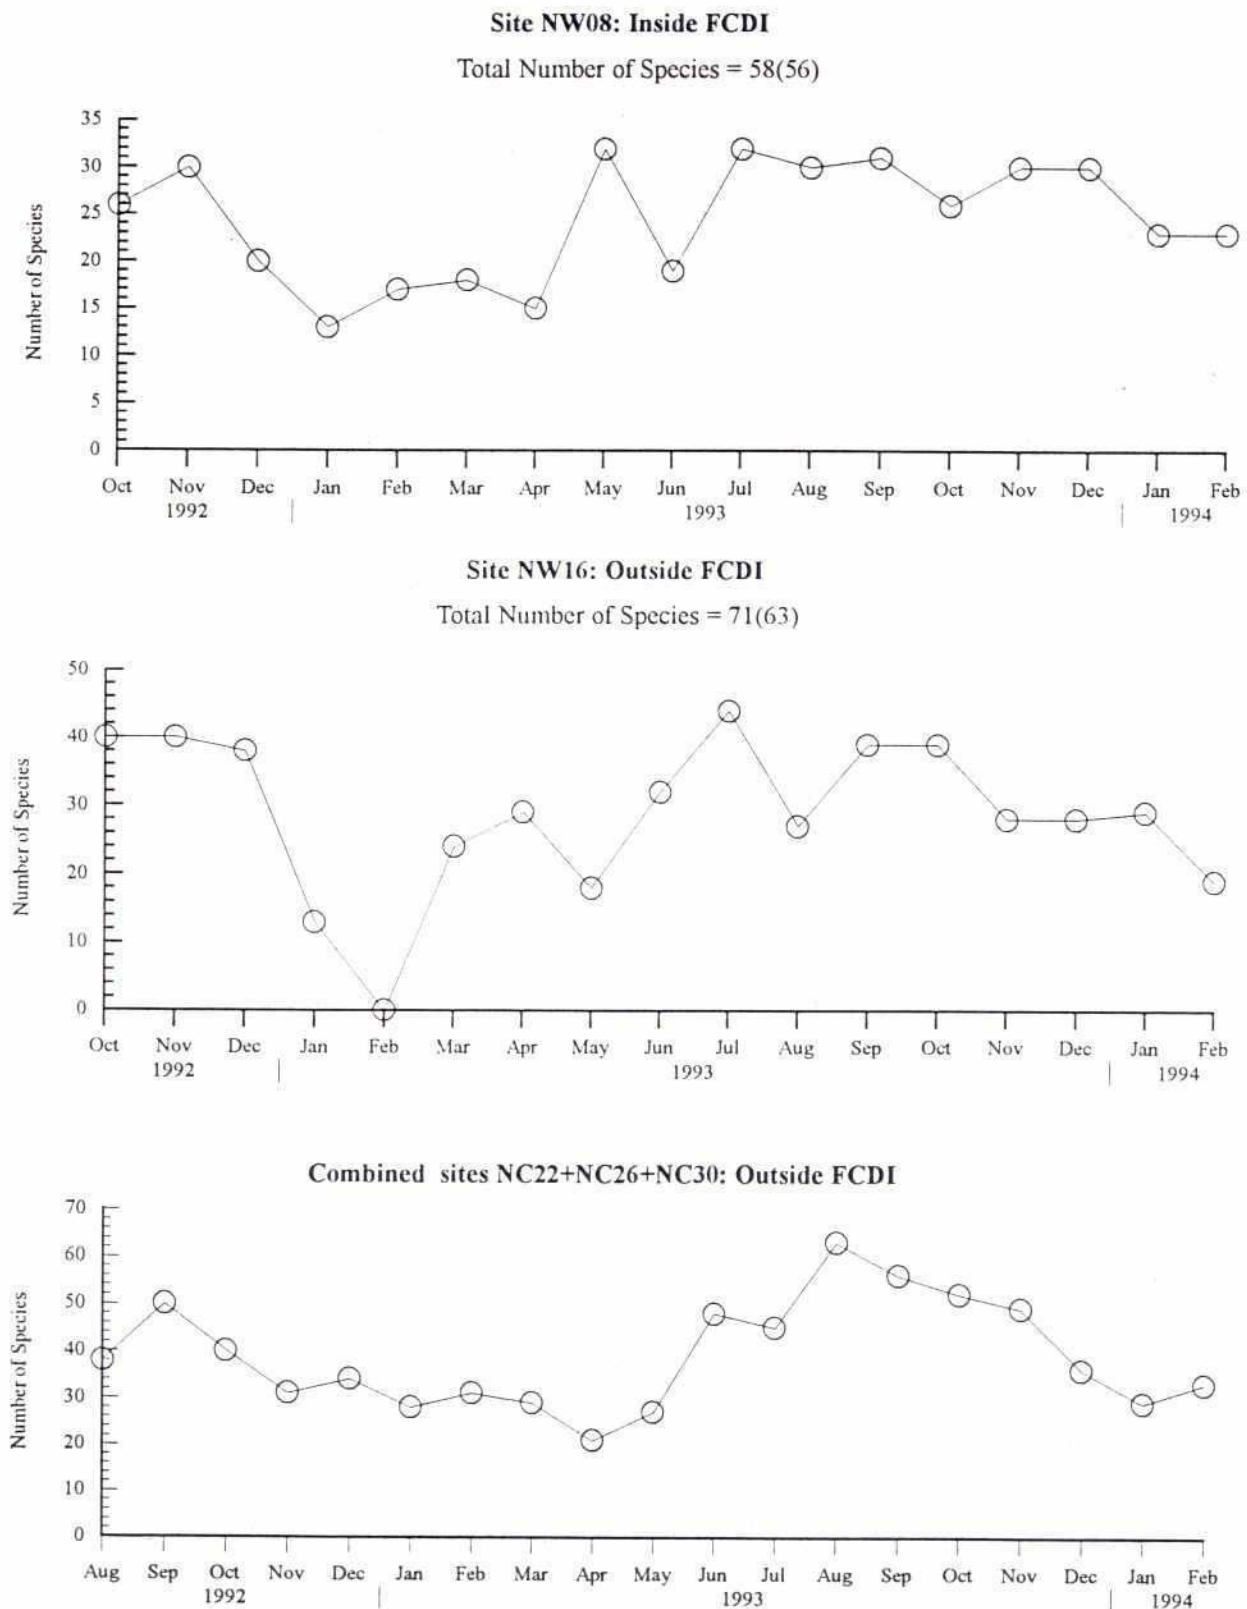 Site NW08: Inside FCDI
Total Number of Species = 58(56)
Number of Species
35
30
25
20
15
10
5
0
Oct Nov Dec Jan Feb Mar Apr May Jun Jul Aug Sep Oct Nov Dec Jan Feb
1992 | 1993 | 1994
Site NW16: Outside FCDI
Total Number of Species = 71(63)
Number of Species
50
40
30
20
10
0
Oct Nov Dec Jan Feb Mar Apr May Jun Jul Aug Sep Oct Nov Dec Jan Feb
1992 | 1993 | 1994
Combined sites NC22+NC26+NC30: Outside FCDI
Number of Species
70
60
50
40
30
20
10
0
Aug Sep Oct Nov Dec Jan Feb Mar Apr May Jun Jul Aug Sep Oct Nov Dec Jan Feb
1992 | 1993 | 1994